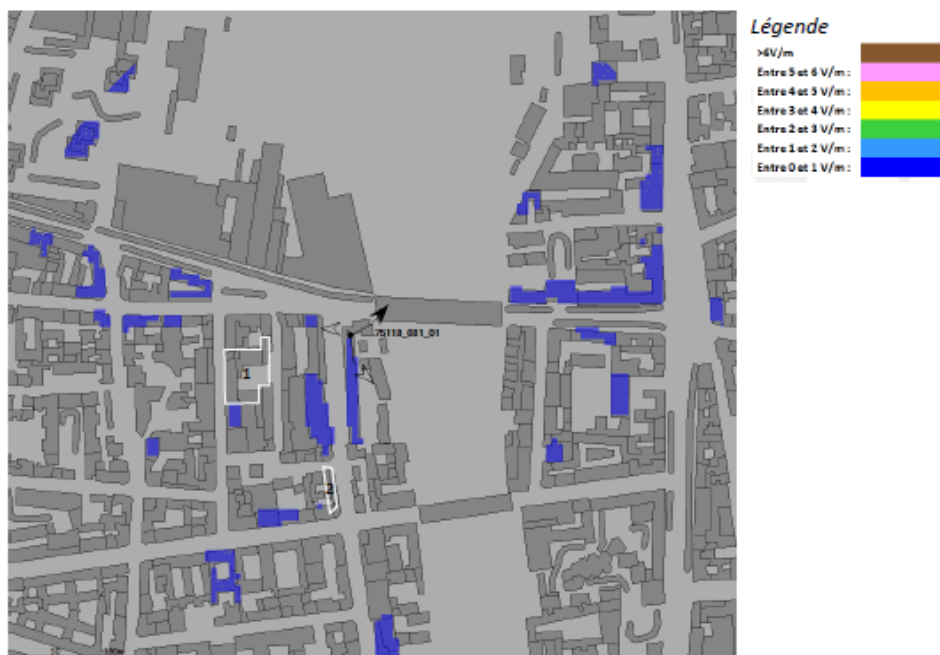 Légende
>6V/m
Entre 5 et 6 V/m :
Entre 4 et 5 V/m :
Entre 3 et 4 V/m :
Entre 2 et 3 V/m :
Entre 1 et 2 V/m :
Entre 0 et 1 V/m :
75118_081_01
1
2